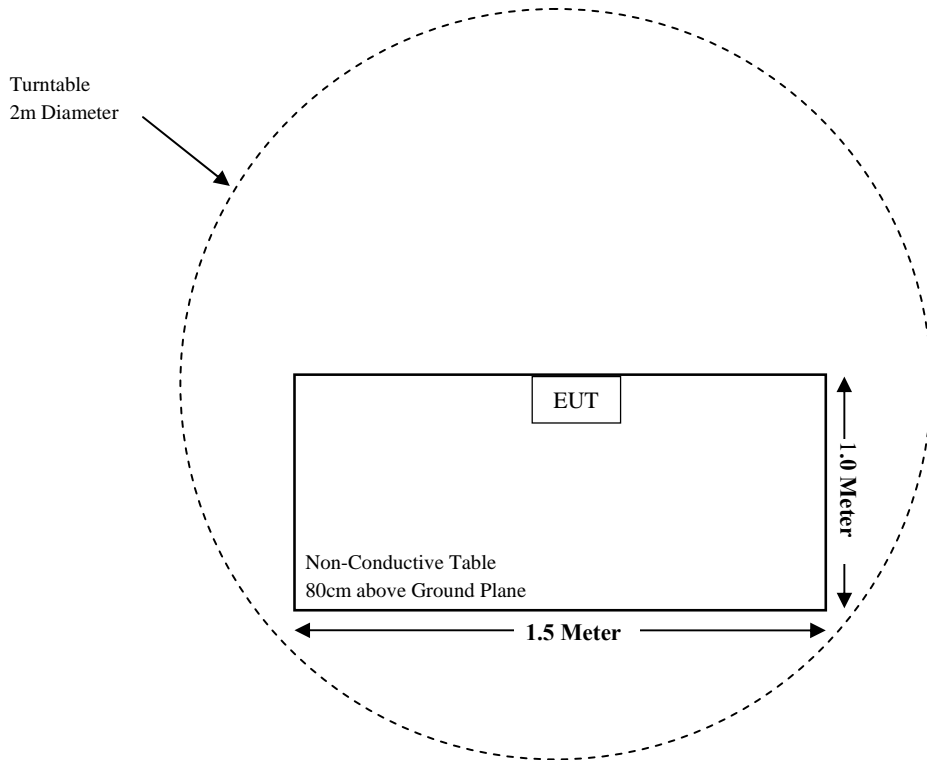 Turntable
2m Diameter
EUT
1.0 Meter
Non-Conductive Table
80cm above Ground Plane
1.5 Meter